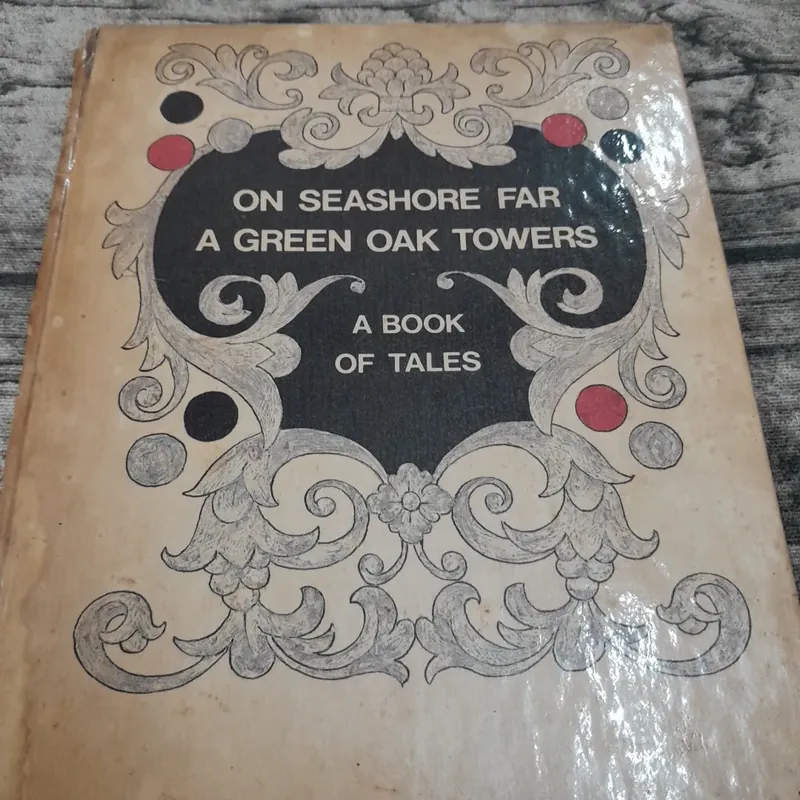 ON SEASHORE FAR
A GREEN OAK TOWERS
A BOOK
OF TALES